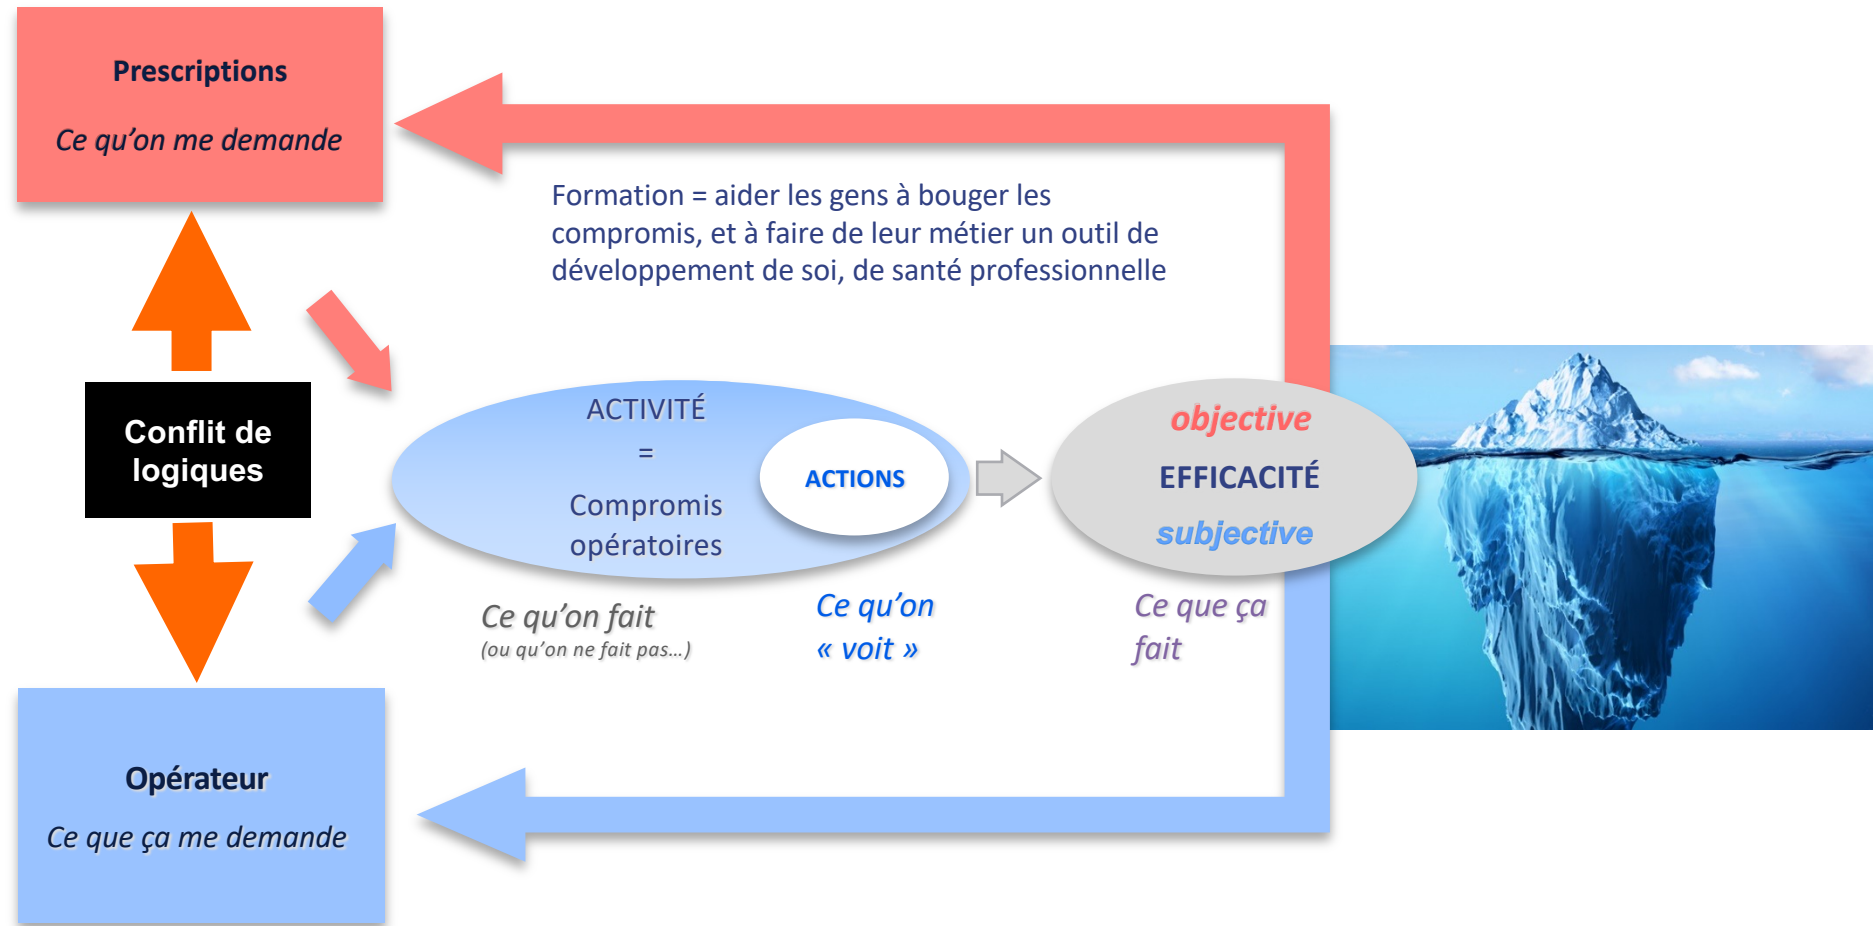 Prescriptions
Ce qu’on me demande
Formation = aider les gens à bouger les
compromis, et à faire de leur métier un outil de
développement de soi, de santé professionnelle
Conflit de
logiques
ACTIVITÉ
=
Compromis
opératoires
ACTIONS
objective
EFFICACITÉ
subjective
Ce qu’on fait
(ou qu’on ne fait pas…)
Ce qu’on
« voit »
Ce que ça
fait
Opérateur
Ce que ça me demande